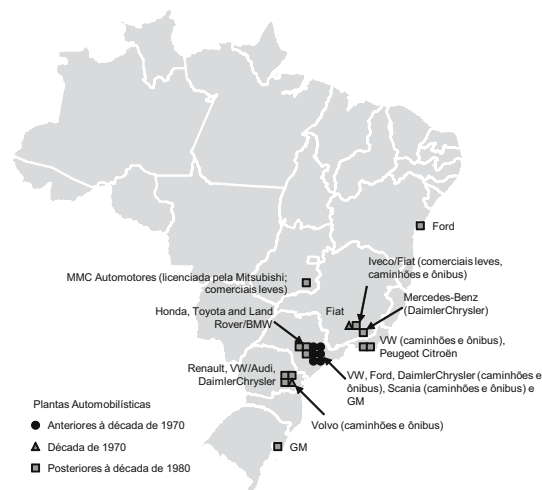 Ford
Iveco/Fiat (comerciais leves,
caminhões e ônibus)
MMC Automotores (licenciada pela Mitsubishi;
comerciais leves)
Mercedes-Benz
(DaimlerChrysler)
Fiat
Honda, Toyota and Land
Rover/BMW
VW (caminhões e ônibus),
Peugeot Citroën
Renault, VW/Audi,
DaimlerChrysler
VW, Ford, DaimlerChrysler (caminhões e
ônibus), Scania (caminhões e ônibus) e
GM
Volvo (caminhões e ônibus)
GM
Plantas Automobilísticas
Anteriores à década de 1970
Década de 1970
Posteriores à década de 1980